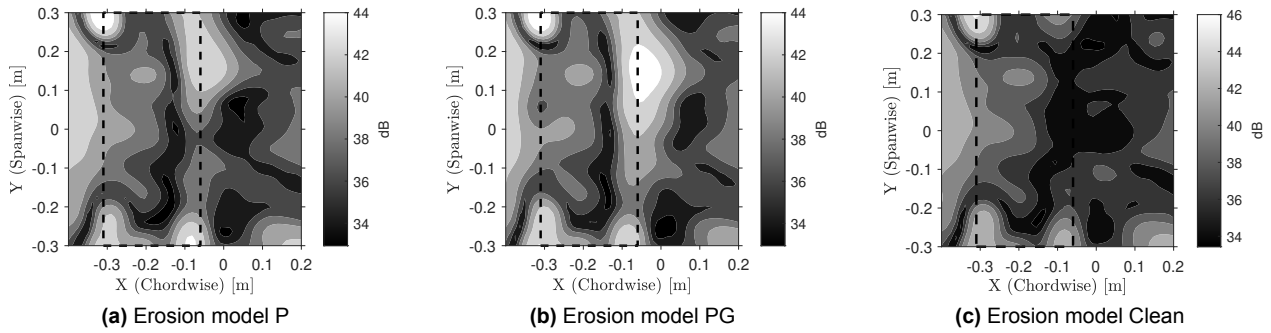 44
42
40
38
36
34
dB
0.3
0.2
0.1
0
-0.1
-0.2
-0.3
Y (Spanwise) [m]
-0.3 -0.2 -0.1 0 0.1 0.2
X (Chordwise) [m]
(a) Erosion model P
44
42
40
38
36
34
dB
0.3
0.2
0.1
0
-0.1
-0.2
-0.3
Y (Spanwise) [m]
-0.3 -0.2 -0.1 0 0.1 0.2
X (Chordwise) [m]
(b) Erosion model PG
46
44
42
40
38
36
34
dB
0.3
0.2
0.1
0
-0.1
-0.2
-0.3
Y (Spanwise) [m]
-0.3 -0.2 -0.1 0 0.1 0.2
X (Chordwise) [m]
(c) Erosion model Clean